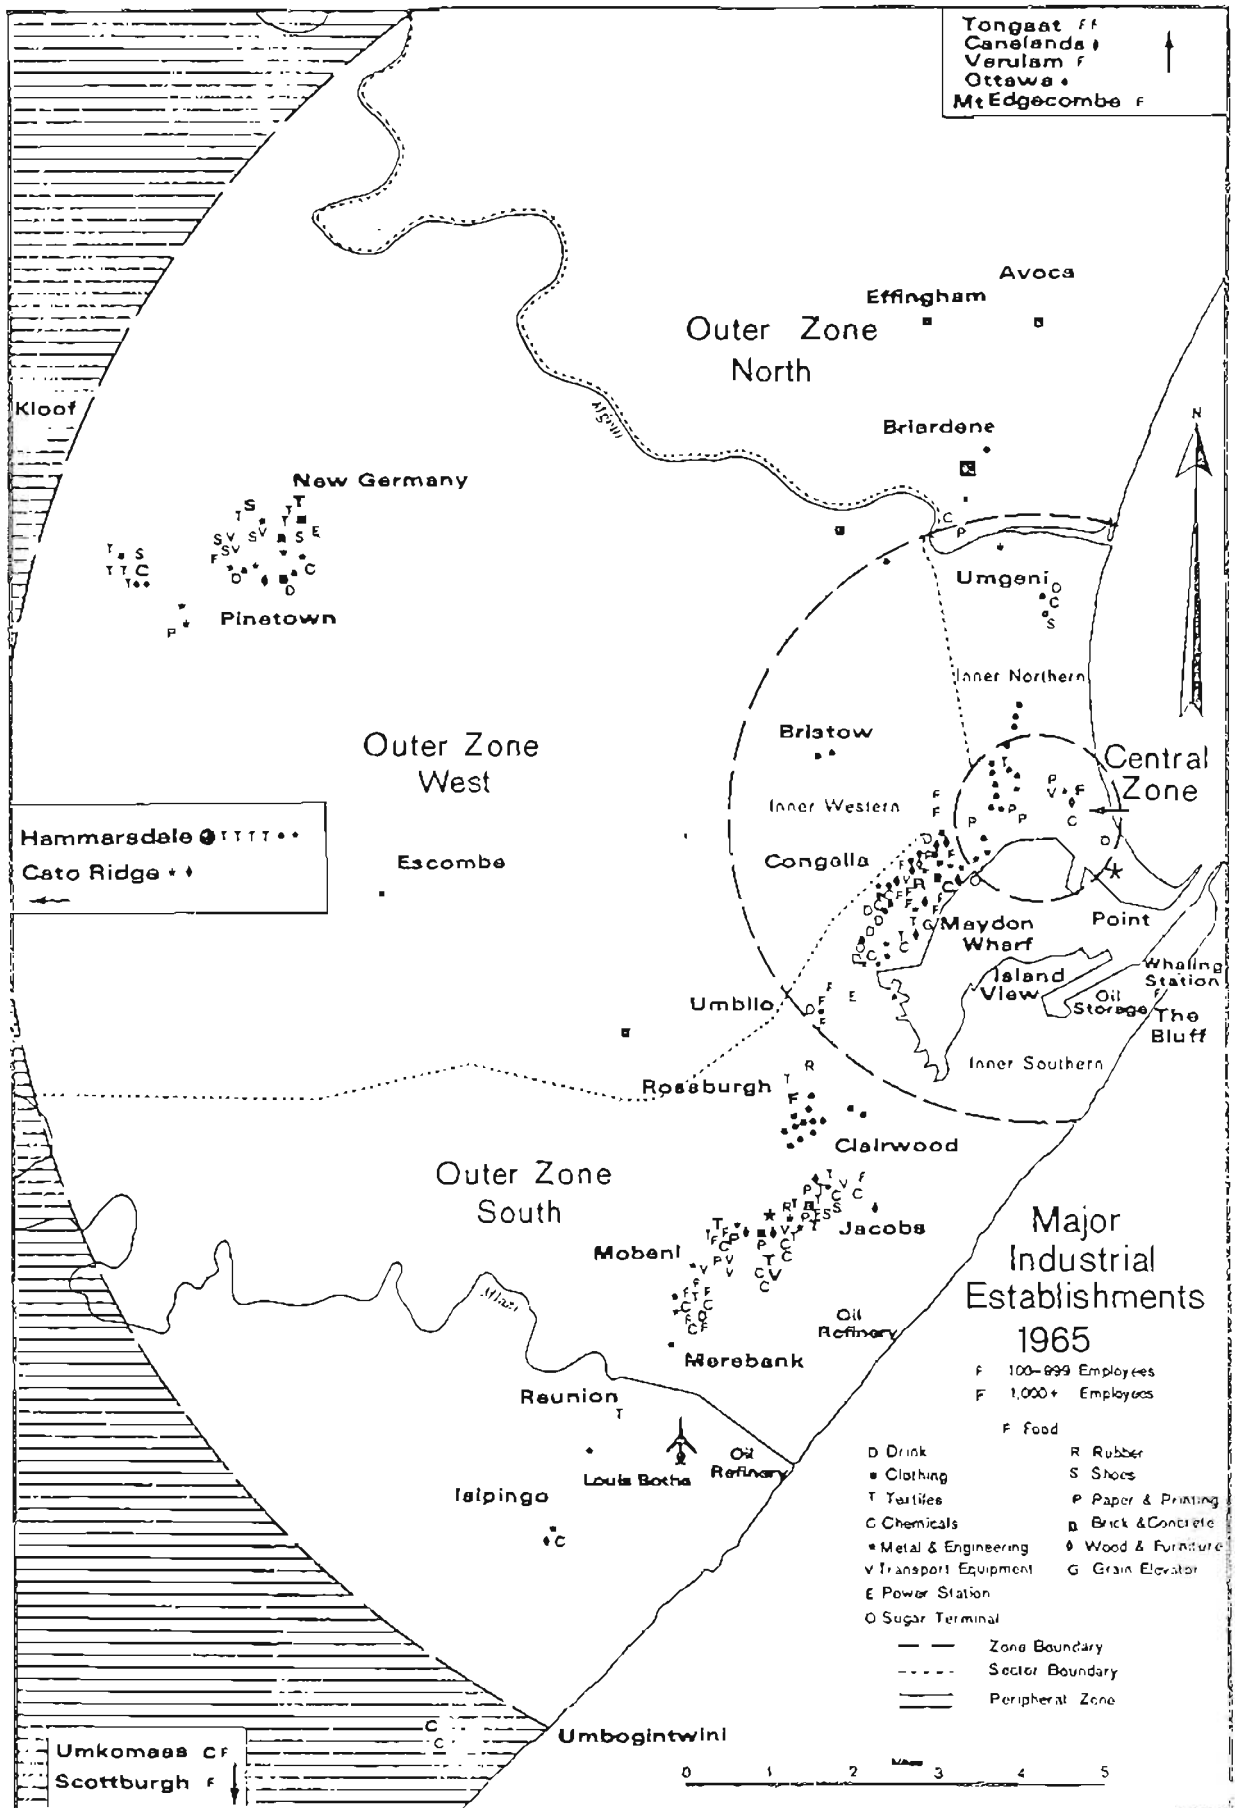 Tongaat F F
Canelands
Verulam F
Ottawa
Mt Edgecombe F
Avoca
Effingham
Outer Zone
North
Kloof
Mgeni
Briardene
N
New Germany
Pinetown
Umgeni
Inner Northern
Bristow
Outer Zone
West
Central
Zone
Inner Western
Hammarsdale T T T T
Cato Ridge
Escombe
Congella
Maydon
Wharf
Point
Island
View
Whaling
Station
F
Oil
Storage
The
Bluff
Umbilo
Inner Southern
Rossburgh
Clairwood
Outer Zone
South
Jacobs
Mobeni
Mlazi
Oil
Refinery
Merebank
Reunion
T
Louis Botha
Oil
Refinery
Isipingo
C
Major
Industrial
Establishments
1965
F 100-999 Employees
F 1,000+ Employees
F Food
D Drink
R Rubber
Clothing
S Shoes
T Textiles
P Paper & Printing
C Chemicals
Brick & Concrete
Metal & Engineering
Wood & Furniture
V Transport Equipment
G Grain Elevator
E Power Station
O Sugar Terminal
Zone Boundary
Sector Boundary
Peripheral Zone
C
C
Umbogintwini
Umkomaas C F
Scottburgh F
Miles
0 1 2 3 4 5